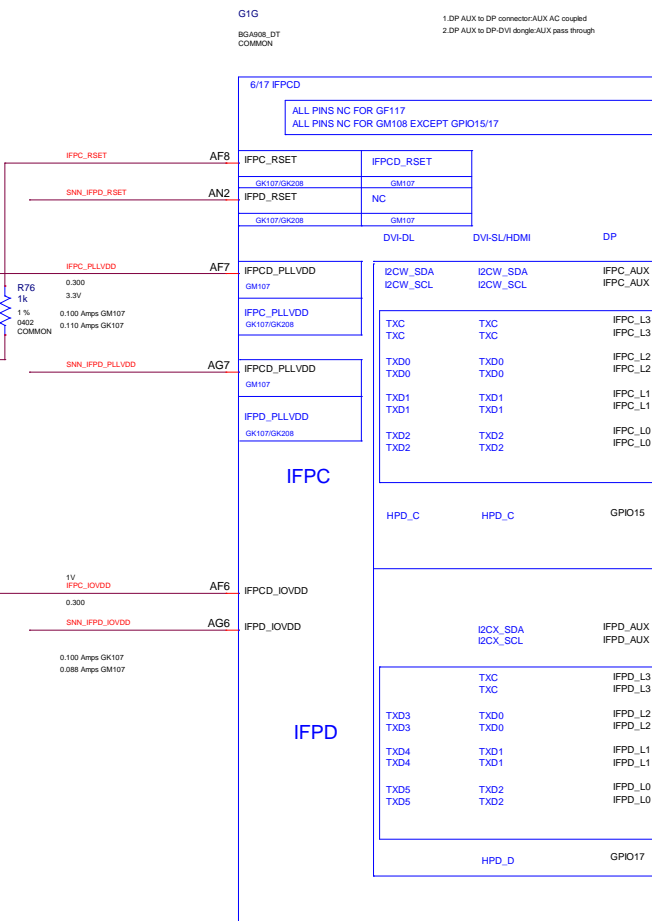 G1G
BGA908_DT
COMMON
1.DP AUX to DP connector:AUX AC coupled
2.DP AUX to DP-DVI dongle:AUX pass through
6/17 IFPCD
ALL PINS NC FOR GF117
ALL PINS NC FOR GM108 EXCEPT GPIO15/17
IFPC_RSET AF8 IFPC_RSET IFPCD_RSET
GK107/GK208 GM107
SNN_IFPD_RSET AN2 IFPD_RSET NC
GK107/GK208 GM107
DVI-DL DVI-SL/HDMI DP
IFPC_PLLVDD AF7 IFPCD_PLLVDD I2CW_SDA I2CW_SDA IFPC_AUX
0.300 GM107 I2CW_SCL I2CW_SCL IFPC_AUX
R76
1k
1 %
0402
COMMON
3.3V
0.100 Amps GM107
0.110 Amps GK107
IFPC_PLLVDD
GK107/GK208
TXC TXC IFPC_L3
TXC TXC IFPC_L3
TXD0 TXD0 IFPC_L2
TXD0 TXD0 IFPC_L2
SNN_IFPD_PLLVDD AG7 IFPCD_PLLVDD
GM107
TXD1 TXD1 IFPC_L1
TXD1 TXD1 IFPC_L1
IFPD_PLLVDD
GK107/GK208
TXD2 TXD2 IFPC_L0
TXD2 TXD2 IFPC_L0
IFPC
HPD_C HPD_C GPIO15
1V
IFPC_IOVDD AF6 IFPCD_IOVDD
0.300
SNN_IFPD_IOVDD AG6 IFPD_IOVDD
I2CX_SDA IFPD_AUX
I2CX_SCL IFPD_AUX
0.100 Amps GK107
0.088 Amps GM107
TXC IFPD_L3
TXC IFPD_L3
IFPD
TXD3 TXD0 IFPD_L2
TXD3 TXD0 IFPD_L2
TXD4 TXD1 IFPD_L1
TXD4 TXD1 IFPD_L1
TXD5 TXD2 IFPD_L0
TXD5 TXD2 IFPD_L0
HPD_D GPIO17